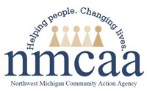 Helping people. Changing lives.
nmcaa
Northwest Michigan Community Action Agency